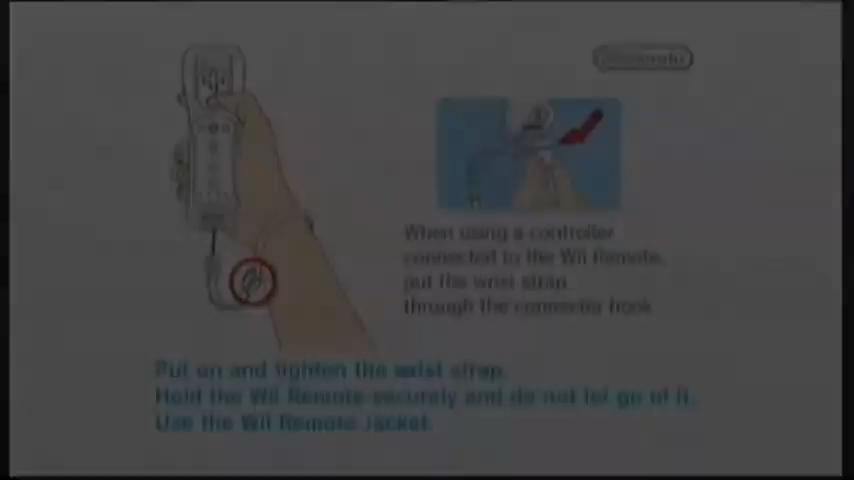 Nintendo
When using a controller
connected to the Wii Remote,
put the wrist strap
through the connector hook.
Put on and tighten the wrist strap.
Hold the Wii Remote securely and do not let go of it.
Use the Wii Remote Jacket.